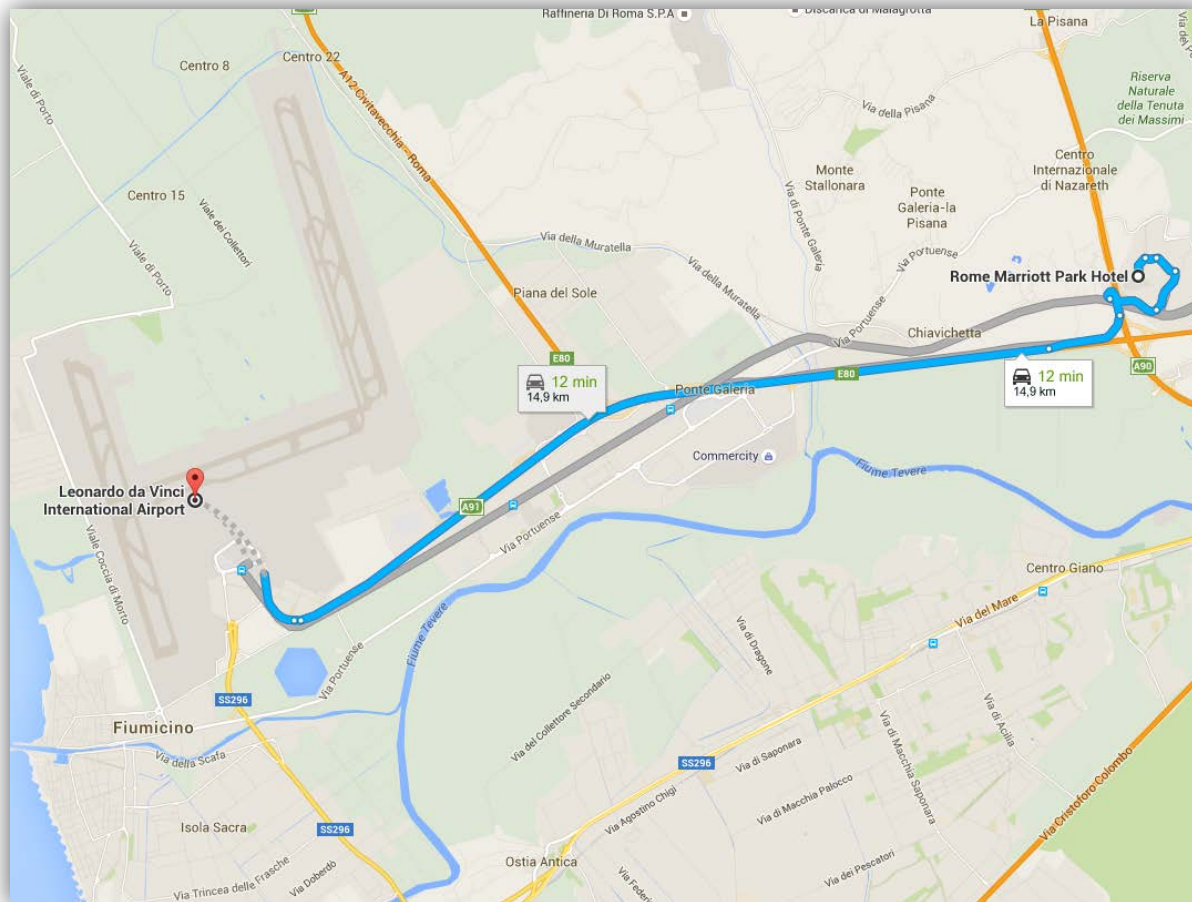 Raffineria Di Roma S.P.A
Discarica di Malagrotta
La Pisana
Centro 8
Centro 22
A12 Civitavecchia - Roma
Viale di Porto
Via della Pisana
Riserva
Naturale
della Tenuta
dei Massimi
Monte
Stallonara
Centro
Internazionale
di Nazareth
Centro 15
Viale dei Collettori
Ponte
Galeria-la
Pisana
Via di Ponte Galeria
Viale di Porto
Via della Muratella
Via Portuense
Rome Marriott Park Hotel
Piana del Sole
Via della Muratella
Via Portuense
Chiavichetta
E80
12 min
14,9 km
Ponte Galeria
E80
12 min
14,9 km
A90
Commercity
Fiume Tevere
Leonardo da Vinci
International Airport
A91
Via Portuense
Viale Coccia di Morto
Centro Giano
Via del Mare
Fiume Tevere
Via di Dragone
Via Portuense
SS296
Via del Collettore Secondario
Via di Acilia
Fiumicino
Via della Scafa
Via di Macchia Saponara
Via di Saponara
SS296
Via Cristoforo Colombo
Via di Macchia Palocco
Isola Sacra
SS296
Via Agostino Chigi
Ostia Antica
Via dei Pescatori
Via Trincea delle Frasche
Via Doberdò